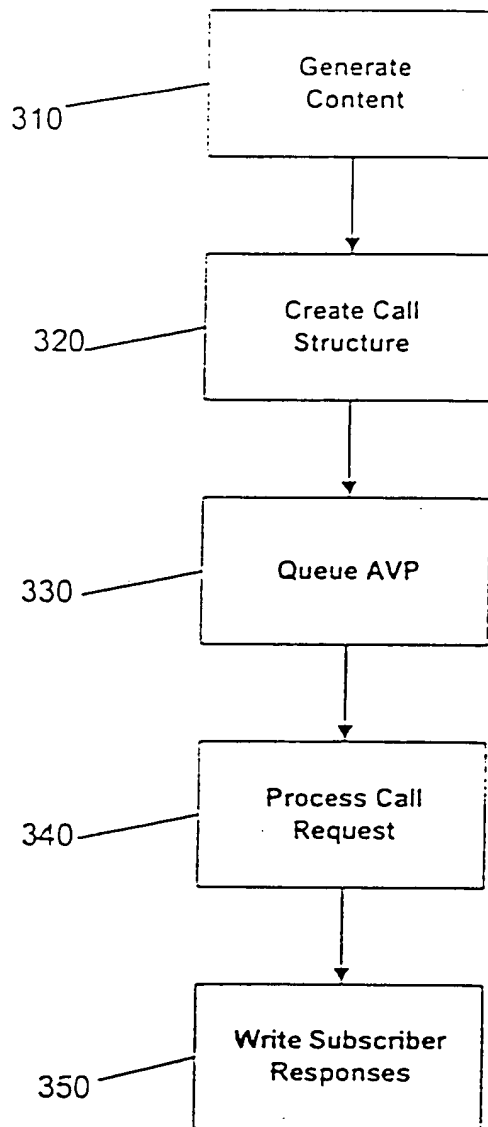 Generate
Content
310
Create Call
Structure
320
Queue AVP
330
Process Call
Request
340
Write Subscriber
Responses
350